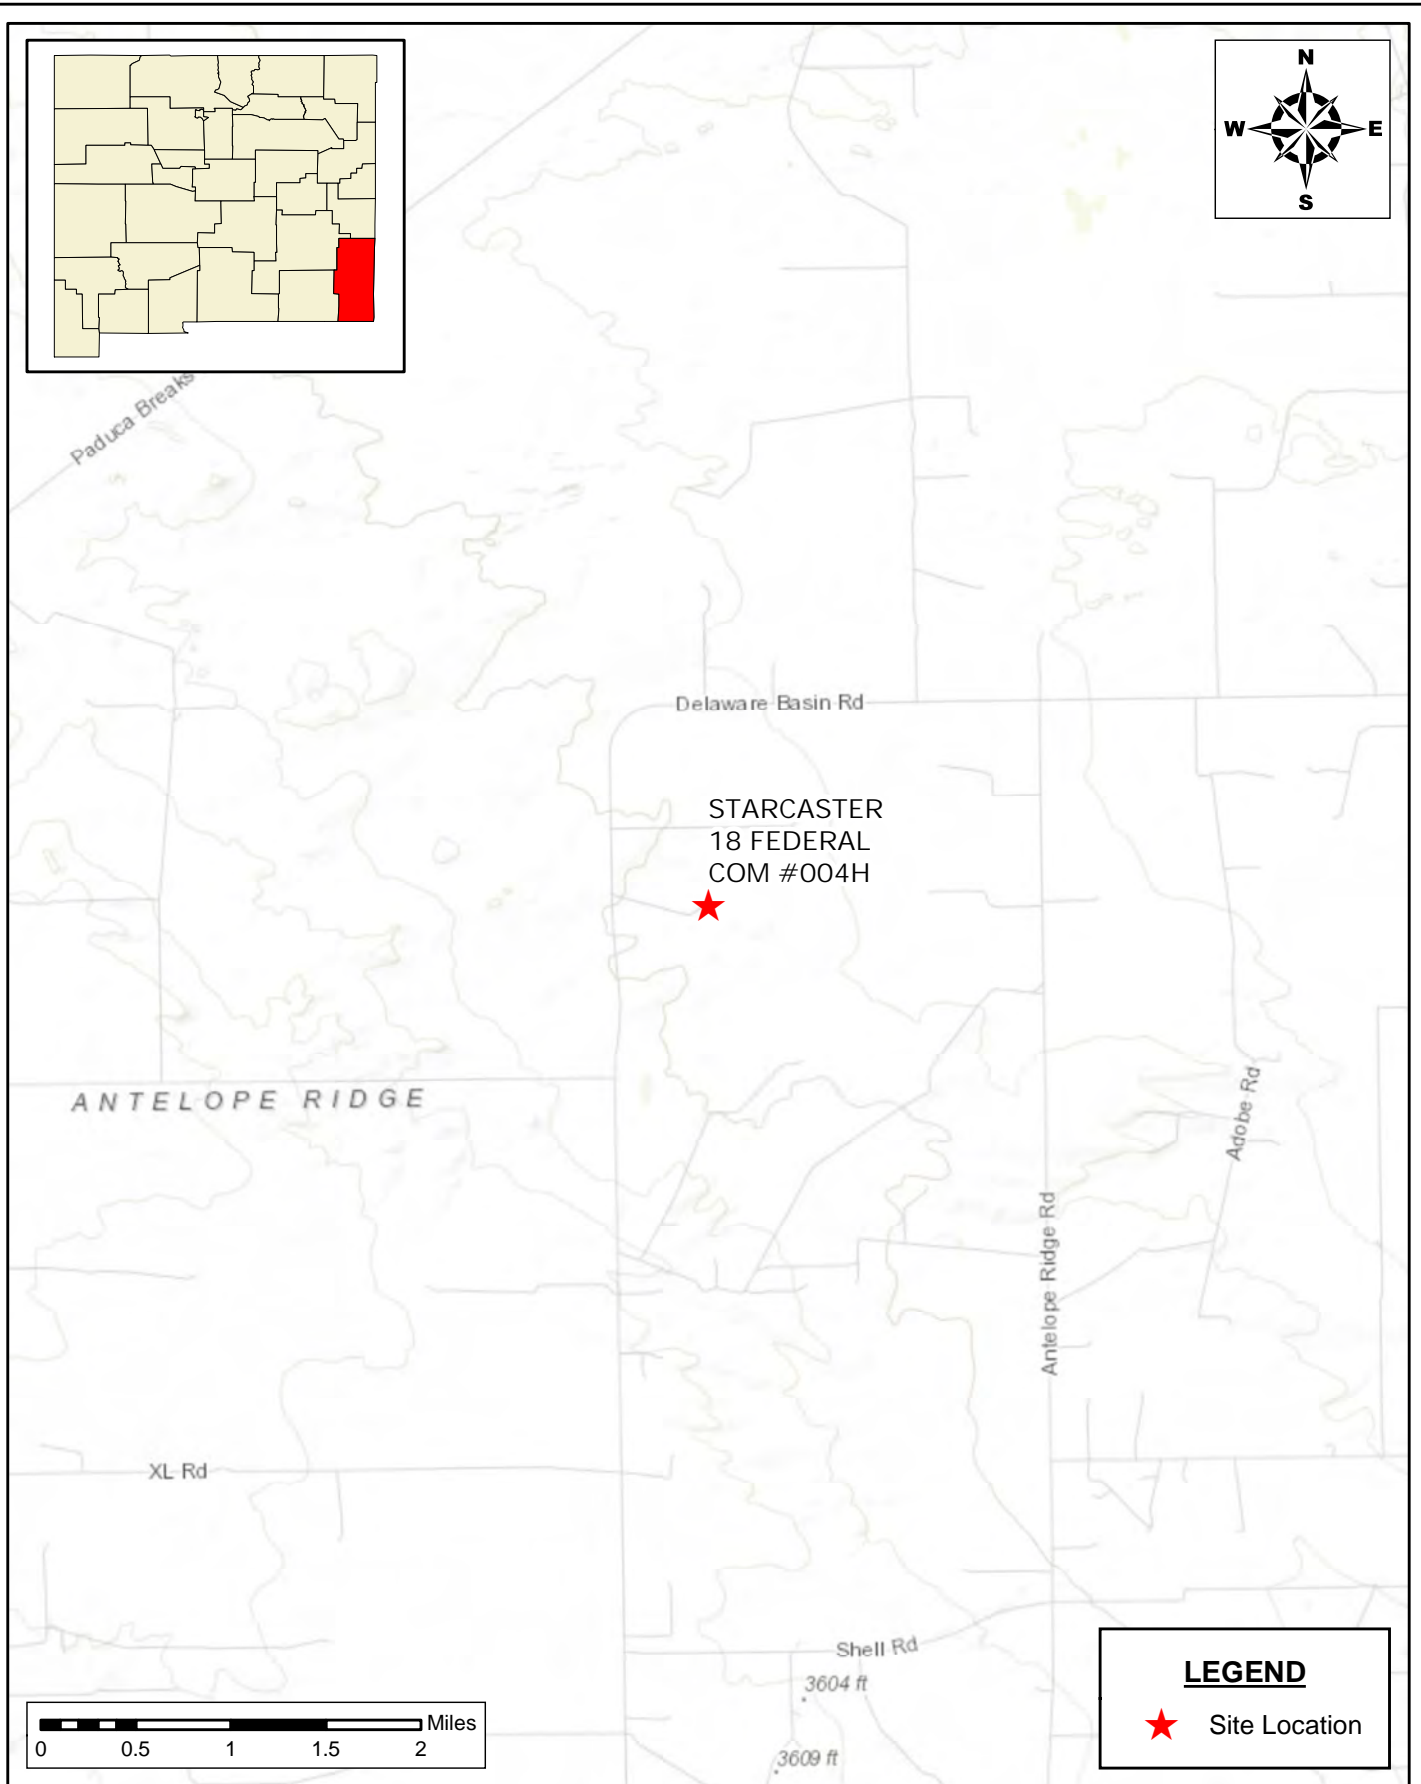 N
W E
S
Paduca Breaks
Delaware Basin Rd
STARCASTER
18 FEDERAL
COM #004H
ANTELOPE RIDGE
Adobe Rd
Antelope Ridge Rd
XL Rd
Shell Rd
3604 ft
3609 ft
Miles
0 0.5 1 1.5 2
LEGEND
Site Location